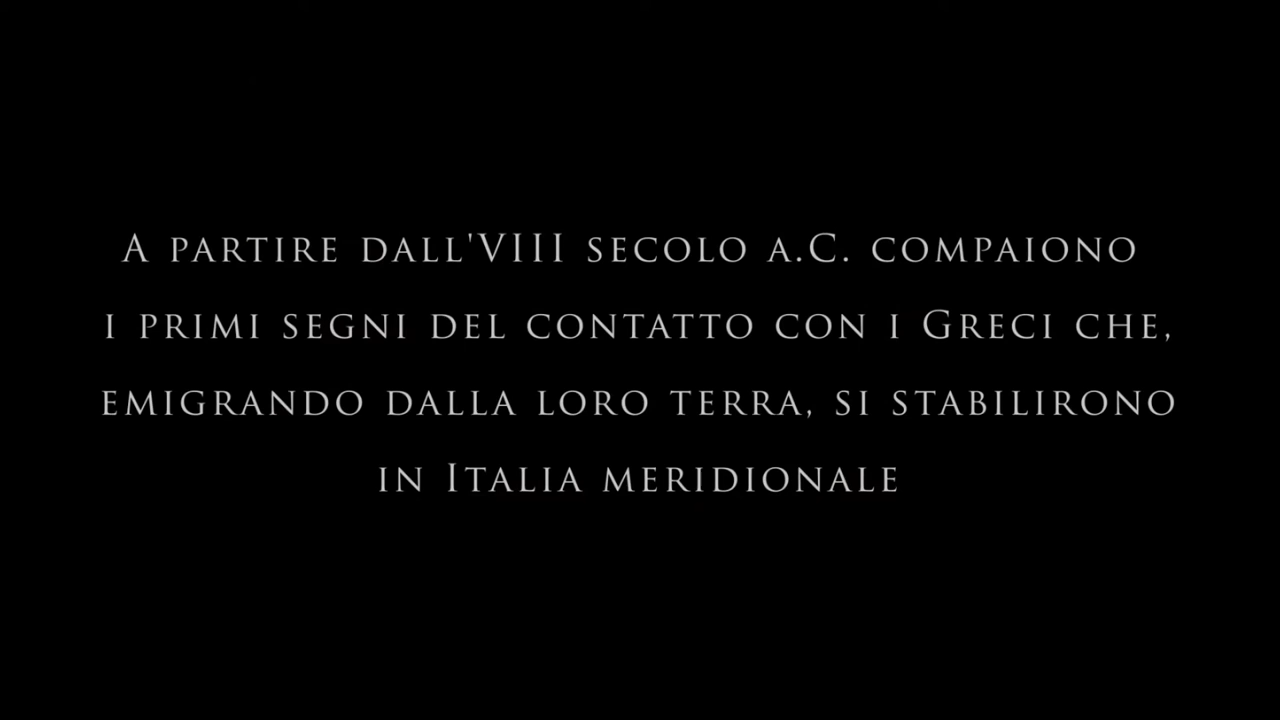 A partire dall'VIII secolo a.C. compaiono
i primi segni del contatto con i Greci che,
emigrando dalla loro terra, si stabilirono
in Italia meridionale